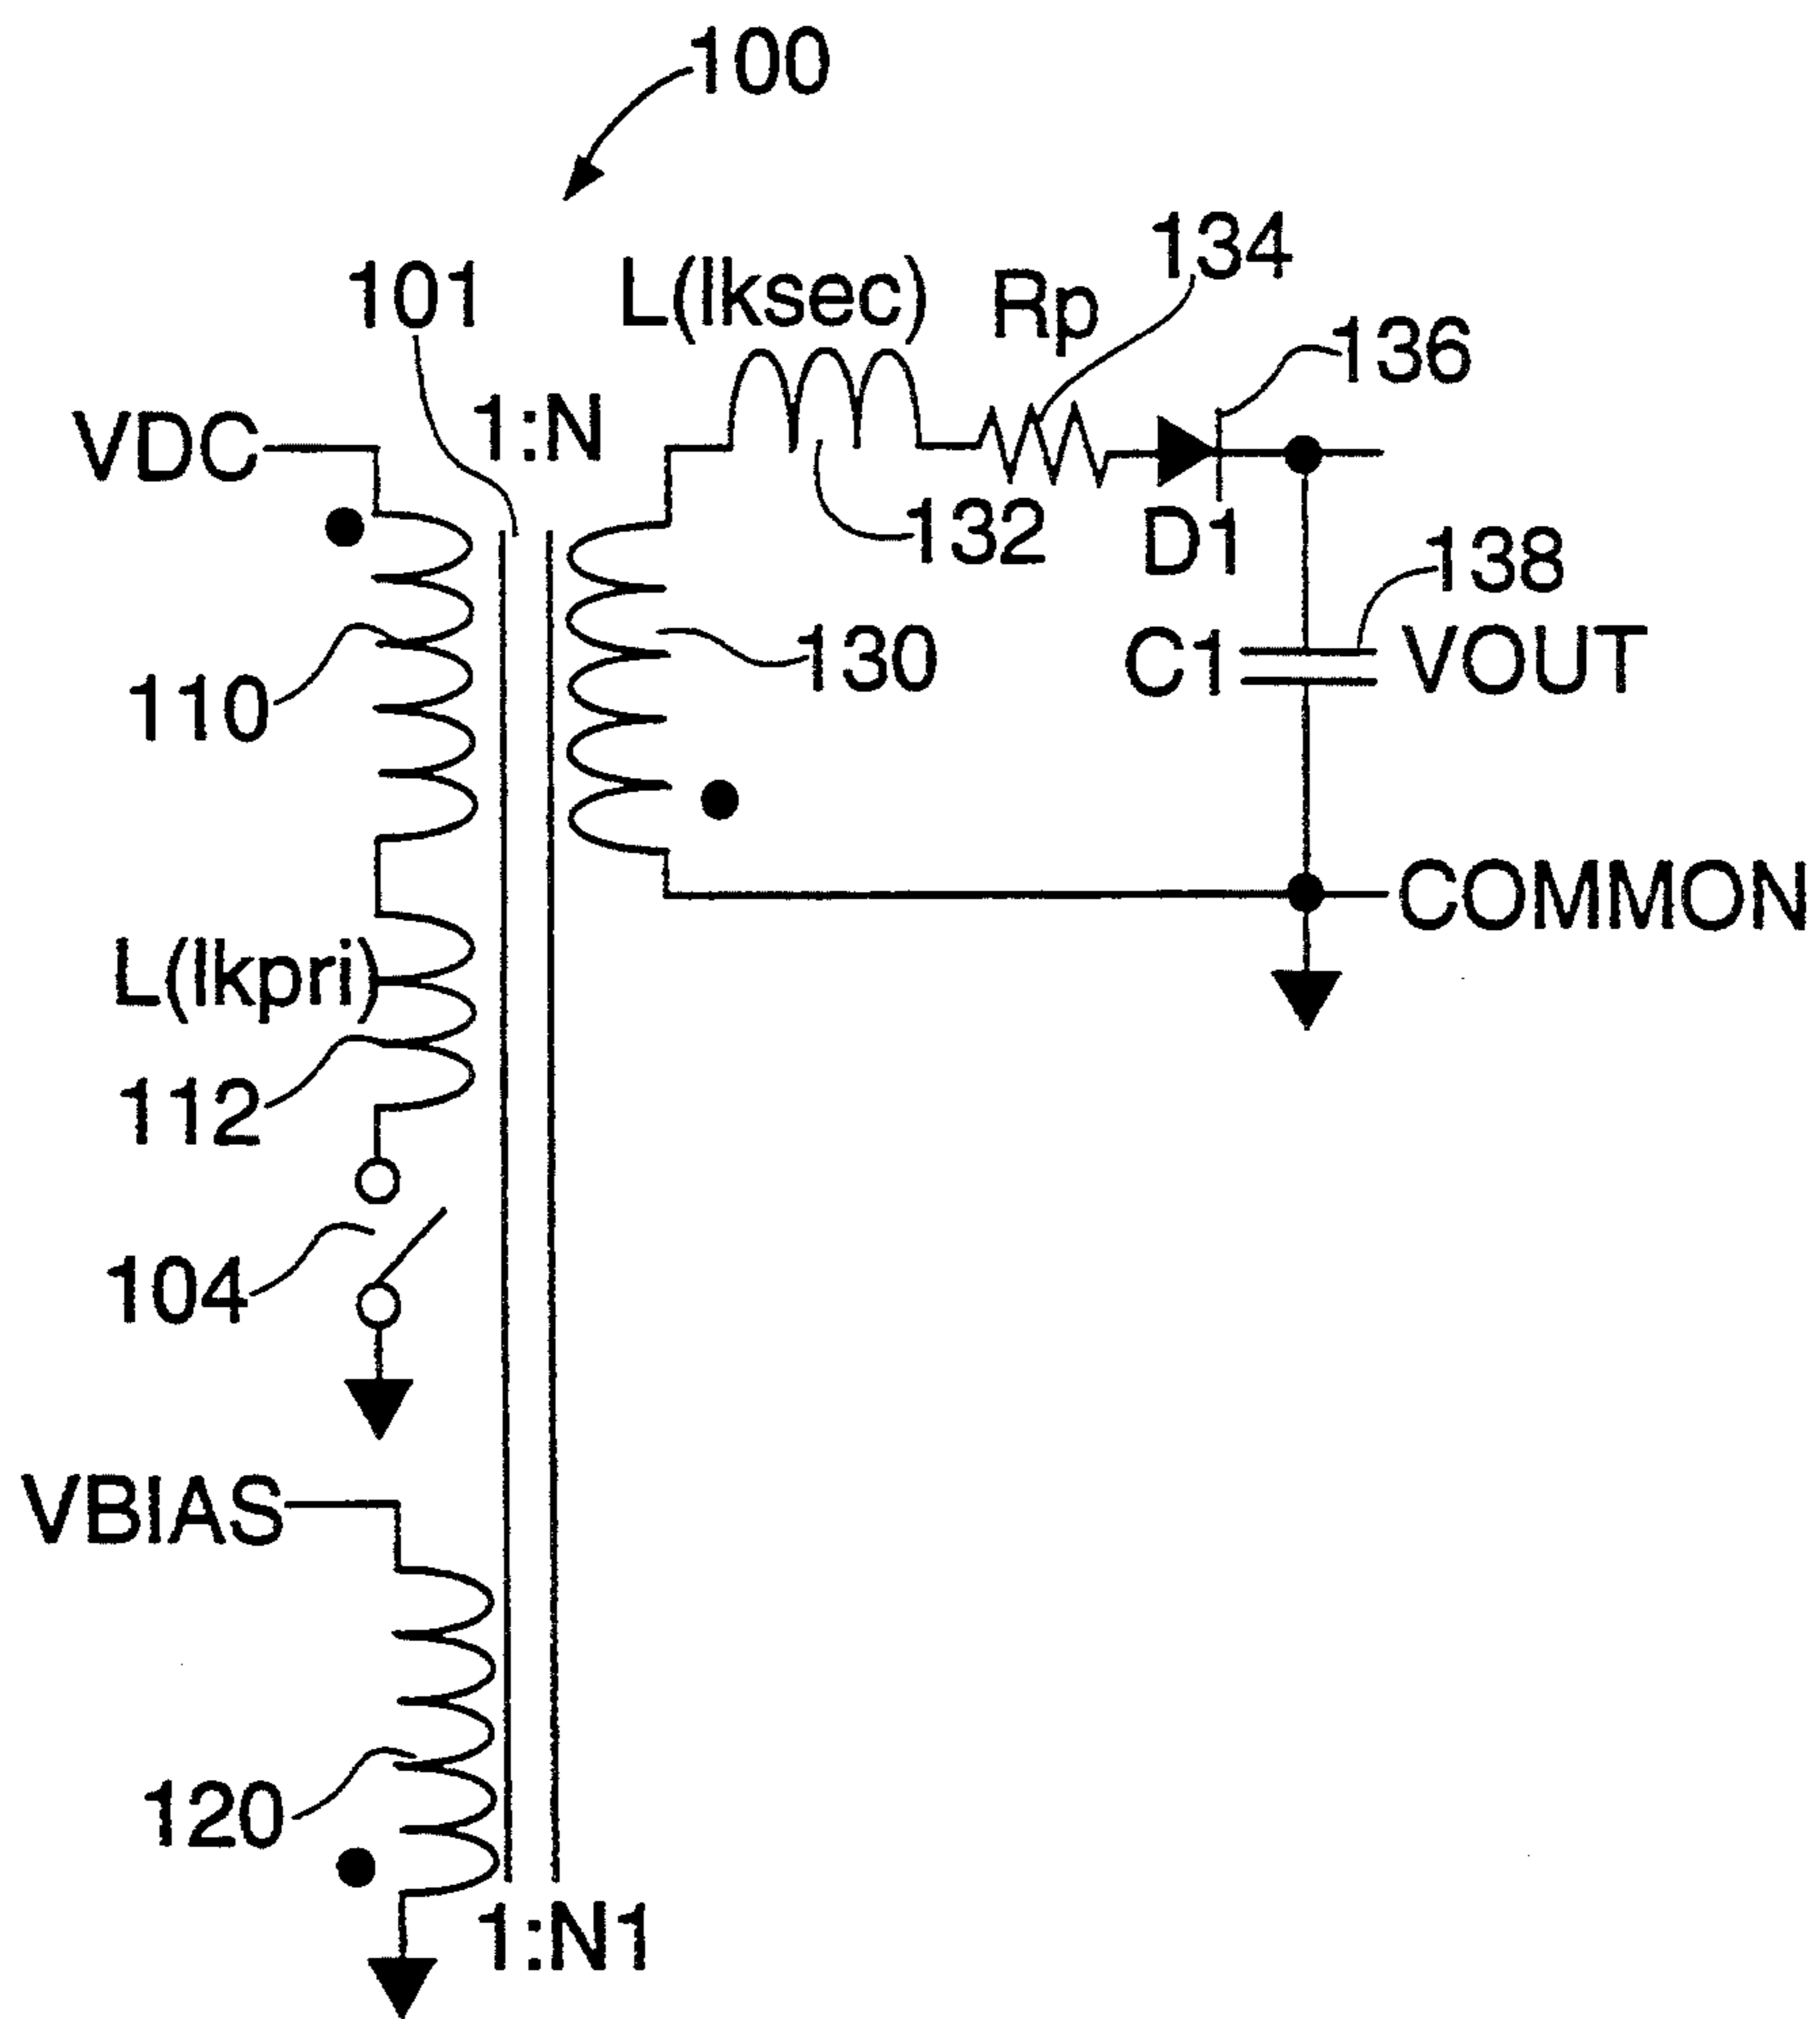 100
134
101
L(lksec)
Rp
136
VDC
1:N
132
D1
138
110
130
C1
VOUT
COMMON
L(lkpri)
112
104
VBIAS
120
1:N1